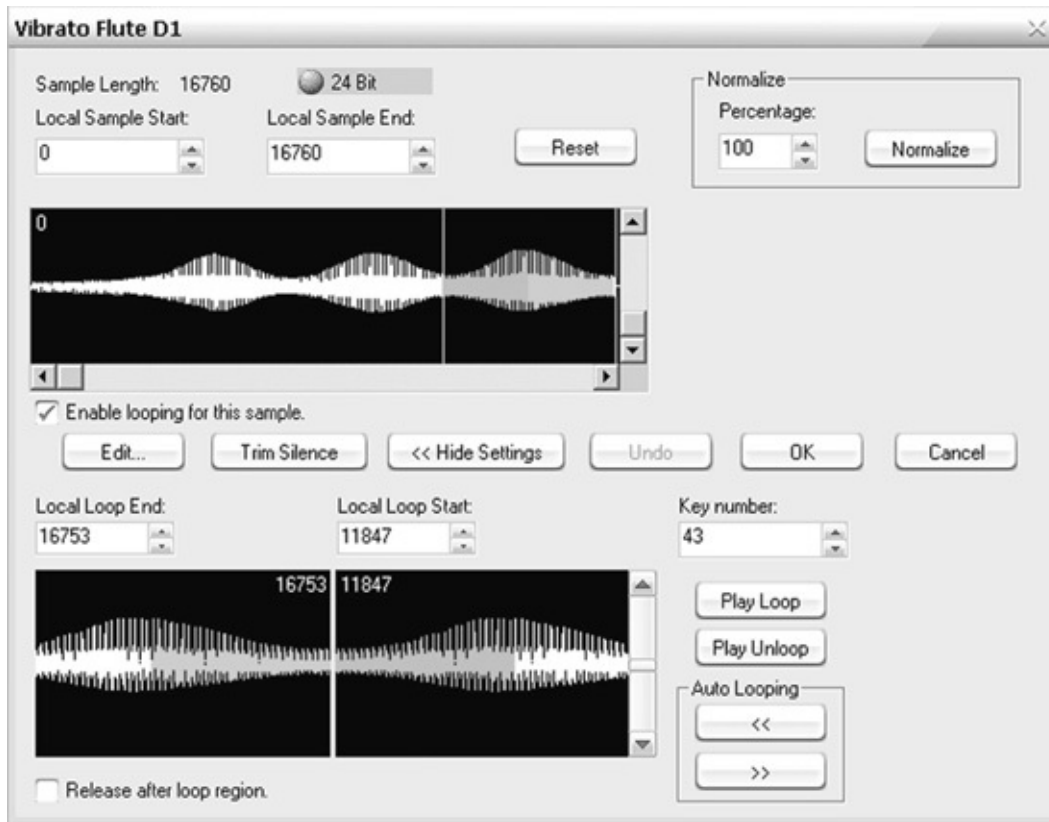 Vibrato Flute D1
Sample Length: 16760
24 Bit
Normalize
Local Sample Start:
Local Sample End:
Percentage:
0
16760
Reset
100
Normalize
0
Enable looping for this sample.
Edit...
Trim Silence
<< Hide Settings
Undo
OK
Cancel
Local Loop End:
Local Loop Start:
Key number:
16753
11847
43
16753
11847
Play Loop
Play Unloop
Auto Looping
<<
>>
Release after loop region.